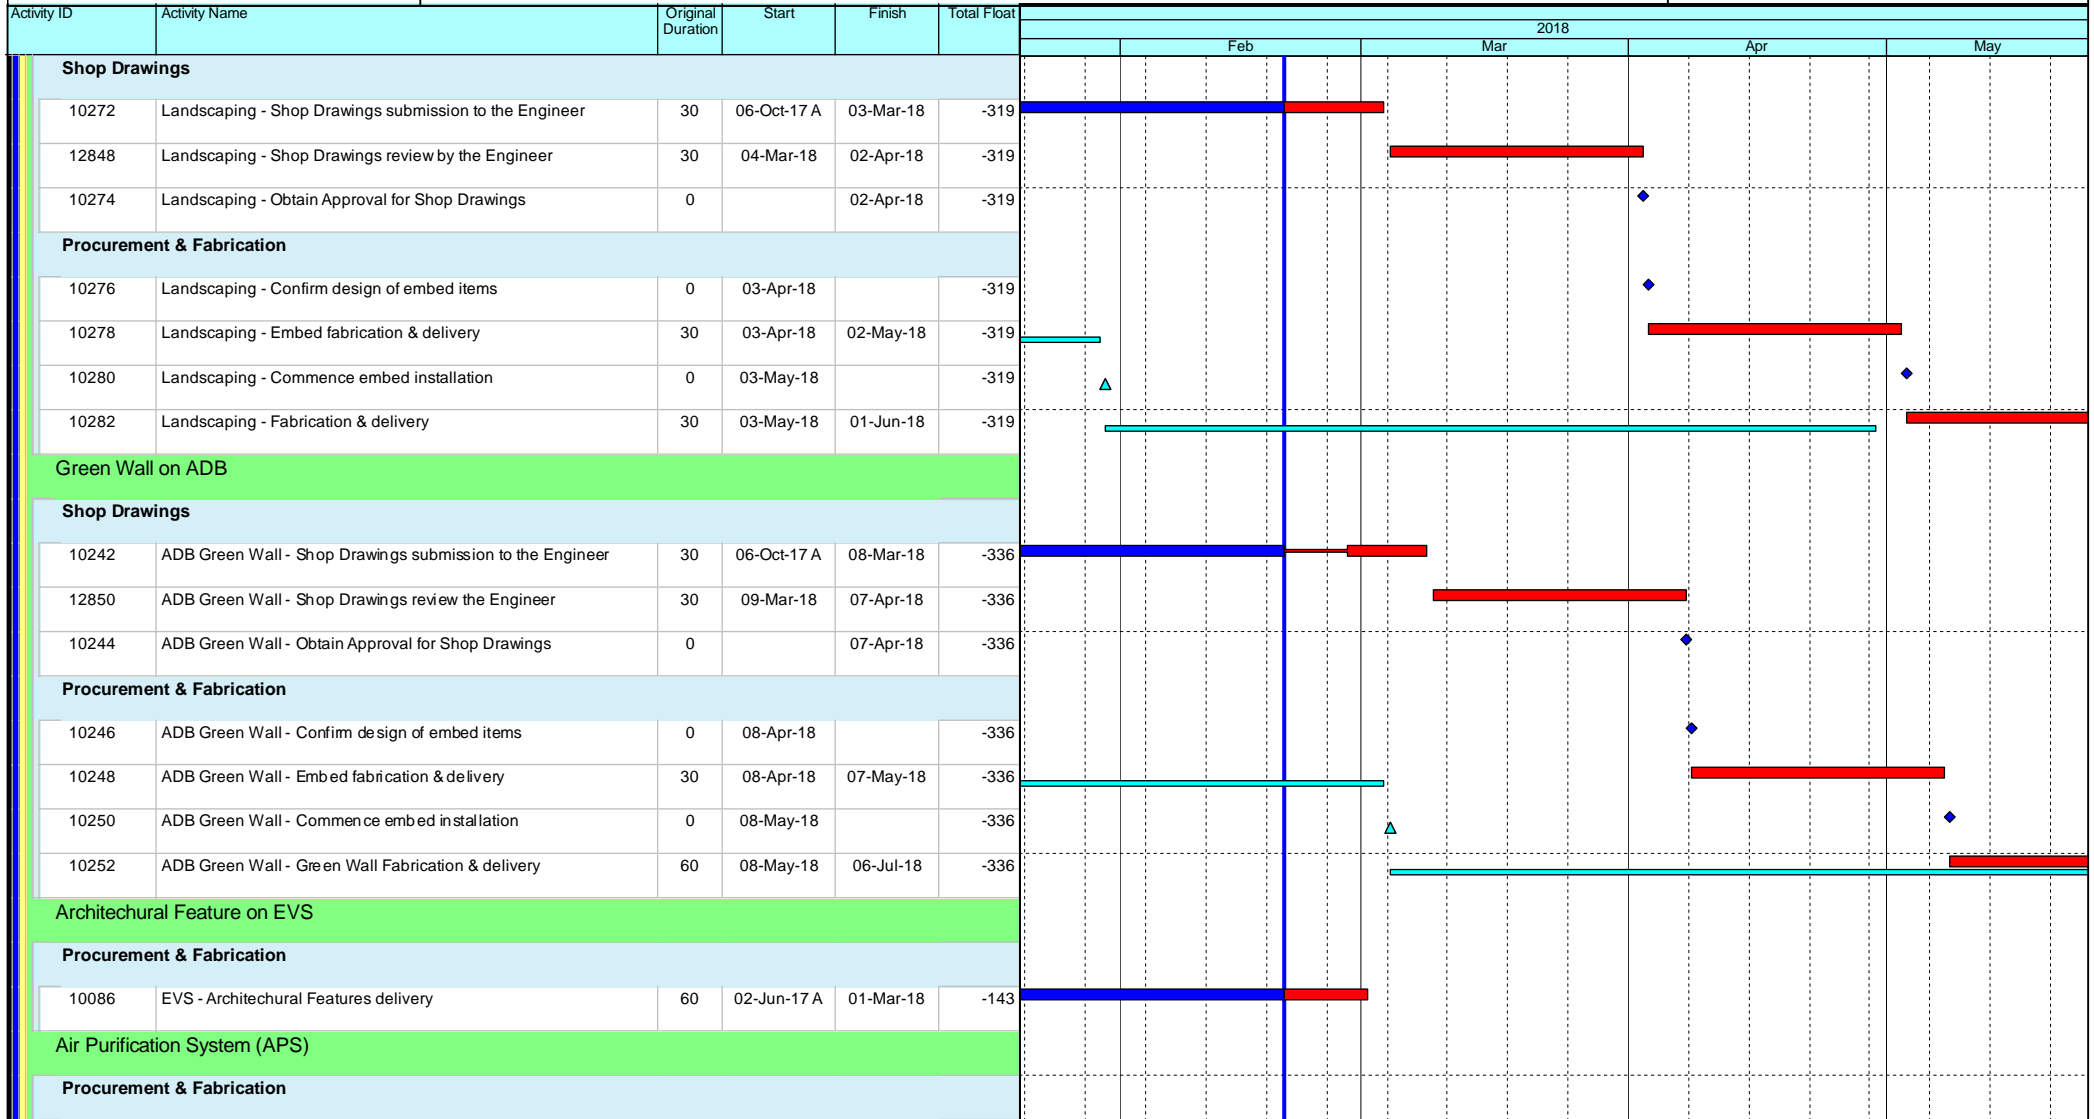 Activity ID Activity Name Original Duration Start Finish Total Float
2018
Feb Mar Apr May
Shop Drawings
10272 Landscaping - Shop Drawings submission to the Engineer 30 06-Oct-17 A 03-Mar-18 -319
12848 Landscaping - Shop Drawings review by the Engineer 30 04-Mar-18 02-Apr-18 -319
10274 Landscaping - Obtain Approval for Shop Drawings 0 02-Apr-18 -319
Procurement & Fabrication
10276 Landscaping - Confirm design of embed items 0 03-Apr-18 -319
10278 Landscaping - Embed fabrication & delivery 30 03-Apr-18 02-May-18 -319
10280 Landscaping - Commence embed installation 0 03-May-18 -319
10282 Landscaping - Fabrication & delivery 30 03-May-18 01-Jun-18 -319
Green Wall on ADB
Shop Drawings
10242 ADB Green Wall - Shop Drawings submission to the Engineer 30 06-Oct-17 A 08-Mar-18 -336
12850 ADB Green Wall - Shop Drawings review the Engineer 30 09-Mar-18 07-Apr-18 -336
10244 ADB Green Wall - Obtain Approval for Shop Drawings 0 07-Apr-18 -336
Procurement & Fabrication
10246 ADB Green Wall - Confirm design of embed items 0 08-Apr-18 -336
10248 ADB Green Wall - Embed fabrication & delivery 30 08-Apr-18 07-May-18 -336
10250 ADB Green Wall - Commence embed installation 0 08-May-18 -336
10252 ADB Green Wall - Green Wall Fabrication & delivery 60 08-May-18 06-Jul-18 -336
Architechural Feature on EVS
Procurement & Fabrication
10086 EVS - Architechural Features delivery 60 02-Jun-17 A 01-Mar-18 -143
Air Purification System (APS)
Procurement & Fabrication